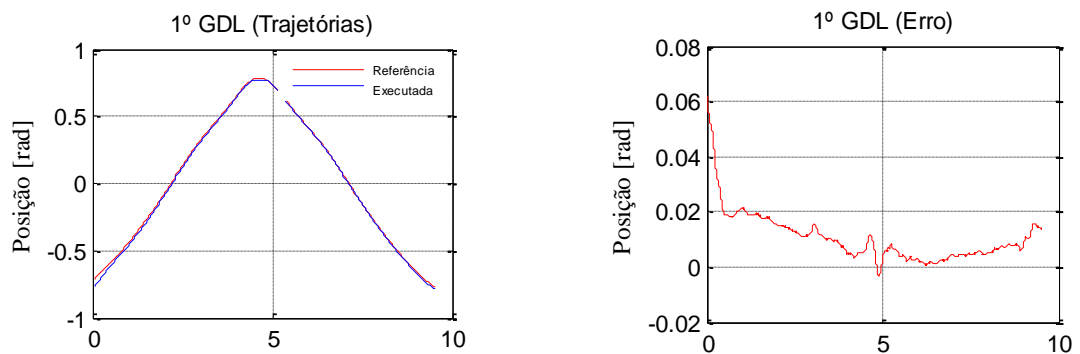 1º GDL (Trajetórias)
1
0.5
0
-0.5
-1
0
5
10
Posição [rad]
Referência
Executada
1º GDL (Erro)
0.08
0.06
0.04
0.02
0
-0.02
0
5
10
Posição [rad]